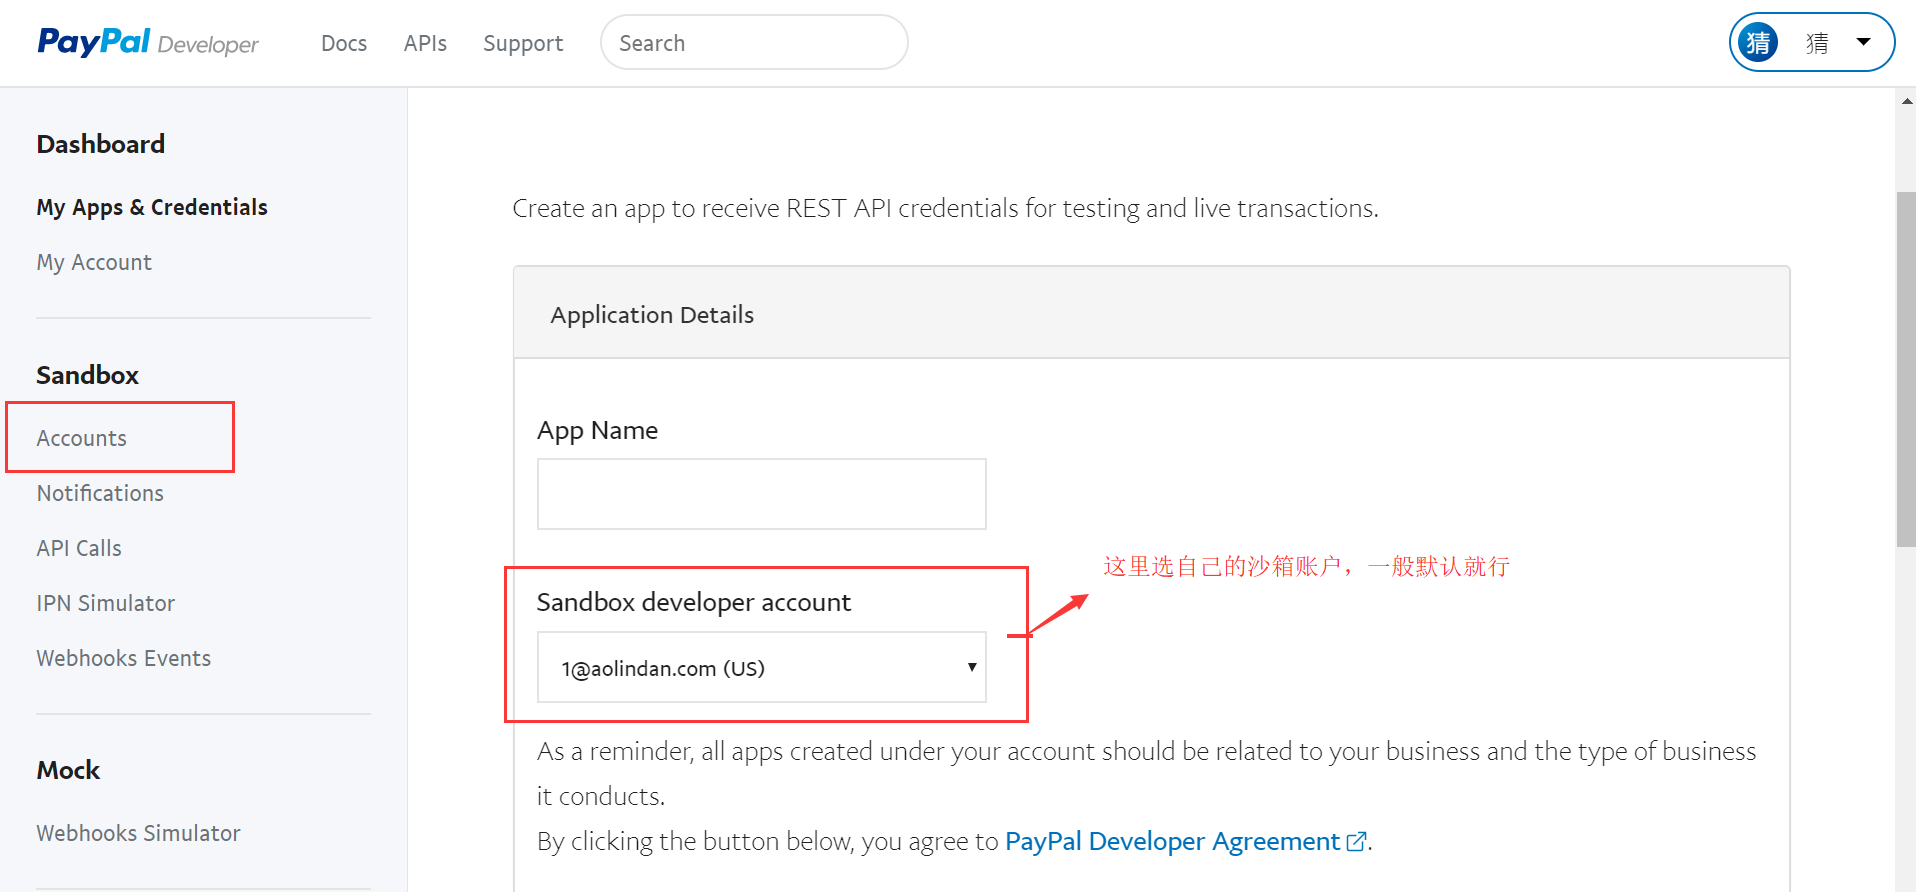 PayPal Developer
Docs
APIs
Support
Search
猜
猜
Dashboard
My Apps & Credentials
My Account
Sandbox
Accounts
Notifications
API Calls
IPN Simulator
Webhooks Events
Mock
Webhooks Simulator
Create an app to receive REST API credentials for testing and live transactions.
Application Details
App Name
Sandbox developer account
1@aolindan.com (US)
这里选自己的沙箱账户，一般默认就行
As a reminder, all apps created under your account should be related to your business and the type of business
it conducts.
By clicking the button below, you agree to PayPal Developer Agreement.